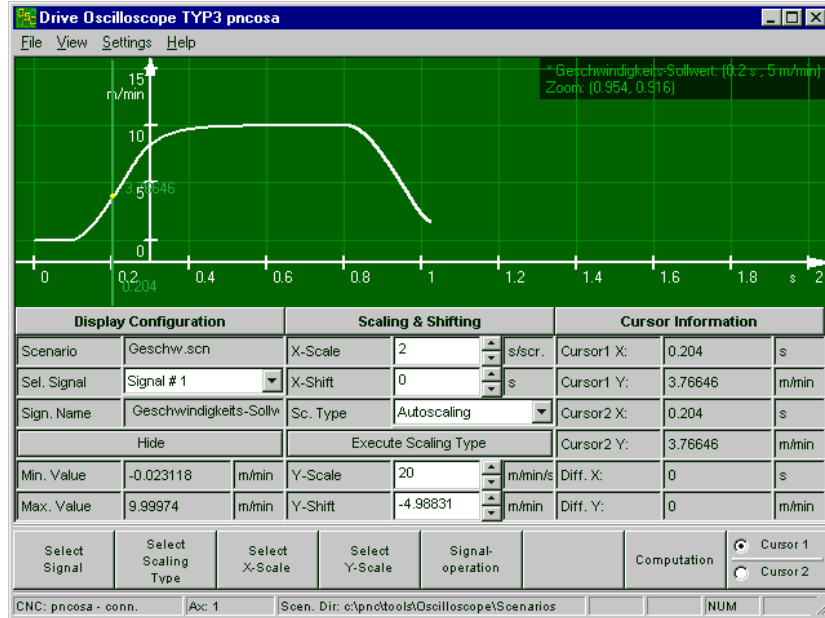 Drive Oscilloscope TYP3 pncosa
File View Settings Help
* Geschwindigkeits-Sollwert: (0.2 s , 5 m/min)
Zoom: (0.954, 0.916)
15
m/min
10
5
3.76646
0
0 0.2 0.4 0.6 0.8 1 1.2 1.4 1.6 1.8 s 2
0.204
Display Configuration Scaling & Shifting Cursor Information
Scenario Geschw.scn X-Scale 2 s/scr. Cursor1 X: 0.204 s
Sel. Signal Signal # 1 X-Shift 0 s Cursor1 Y: 3.76646 m/min
Sign. Name Geschwindigkeits-Sollw Sc. Type Autoscaling Cursor2 X: 0.204 s
Hide Execute Scaling Type Cursor2 Y: 3.76646 m/min
Min. Value -0.023118 m/min Y-Scale 20 m/min/s Diff. X: 0 s
Max. Value 9.99974 m/min Y-Shift -4.98831 m/min Diff. Y: 0 m/min
Select Signal
Select Scaling Type
Select X-Scale
Select Y-Scale
Signal-operation
Computation
Cursor 1
Cursor 2
CNC: pncosa - conn. Ax: 1 Scen. Dir: c:\pnc\tools\Oscilloscope\Scenarios NUM